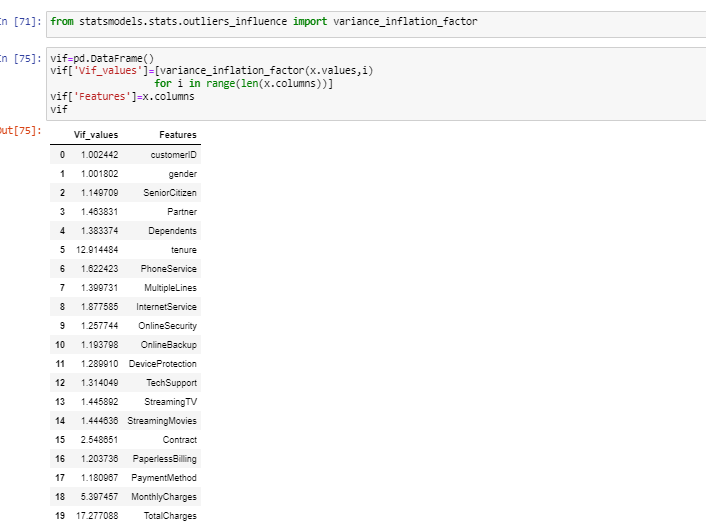 n [71]: from statsmodels.stats.outliers_influence import variance_inflation_factor
n [75]: vif=pd.DataFrame()
vif['Vif_values']=[variance_inflation_factor(x.values,i)
for i in range(len(x.columns))]
vif['Features']=x.columns
vif
out[75]:
Vif_values Features
0 1.002442 customerID
1 1.001802 gender
2 1.149709 SeniorCitizen
3 1.463831 Partner
4 1.383374 Dependents
5 12.914484 tenure
6 1.622423 PhoneService
7 1.399731 MultipleLines
8 1.877585 InternetService
9 1.257744 OnlineSecurity
10 1.193798 OnlineBackup
11 1.289910 DeviceProtection
12 1.314049 TechSupport
13 1.445892 StreamingTV
14 1.444636 StreamingMovies
15 2.548651 Contract
16 1.203736 PaperlessBilling
17 1.180967 PaymentMethod
18 5.397457 MonthlyCharges
19 17.277088 TotalCharges